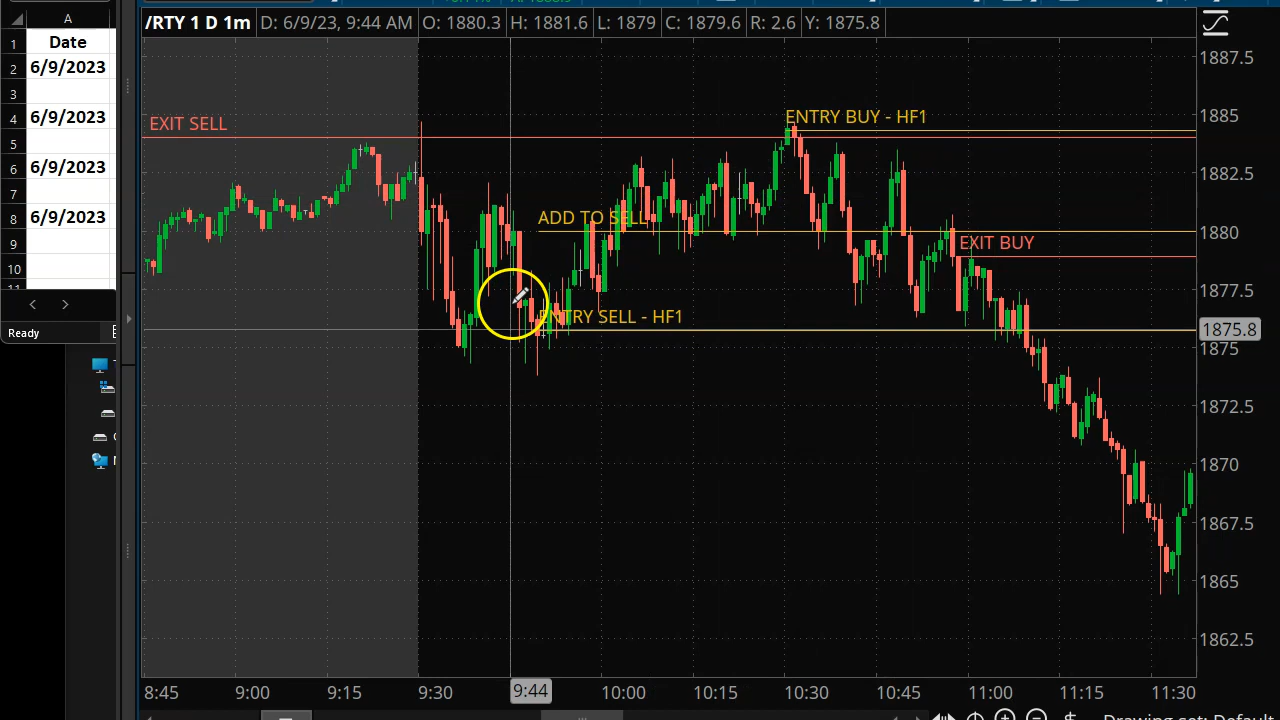 A
1 Date
2 6/9/2023
3
4 6/9/2023
5
6 6/9/2023
7
8 6/9/2023
9
10
Ready
/RTY 1 D 1m D: 6/9/23, 9:44 AM O: 1880.3 H: 1881.6 L: 1879 C: 1879.6 R: 2.6 Y: 1875.8
1887.5
EXIT SELL
ENTRY BUY - HF1
1885
1882.5
ADD TO SELL
1880
EXIT BUY
1877.5
ENTRY SELL - HF1
1875.8
1875
1872.5
1870
1867.5
1865
1862.5
8:45 9:00 9:15 9:30 9:44 10:00 10:15 10:30 10:45 11:00 11:15 11:30
Drawing set: Default